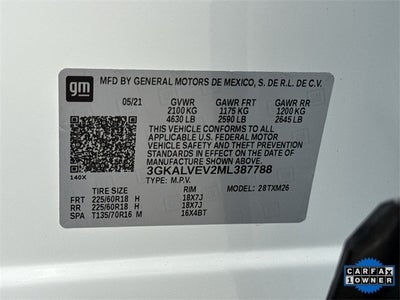 gm
MFD BY GENERAL MOTORS DE MEXICO, S. DE R.L. DE C.V.
05/21 GVWR GAWR FRT GAWR RR
2100 KG 1175 KG 1200 KG
4630 LB 2590 LB 2645 LB
THIS VEHICLE CONFORMS TO ALL
APPLICABLE U.S. FEDERAL MOTOR
VEHICLE SAFETY AND THEFT
PREVENTION STANDARDS IN EFFECT
ON THE DATE OF MANUFACTURE
SHOWN ABOVE.
140X
3GKALVEV2ML387788
TYPE: M.P.V. MODEL: 28TXM26
TIRE SIZE RIM
FRT 225/60R18 H 18X7J
RR 225/60R18 H 18X7J
SPA T135/70R16 M 16X4BT
CARFAX
1 OWNER